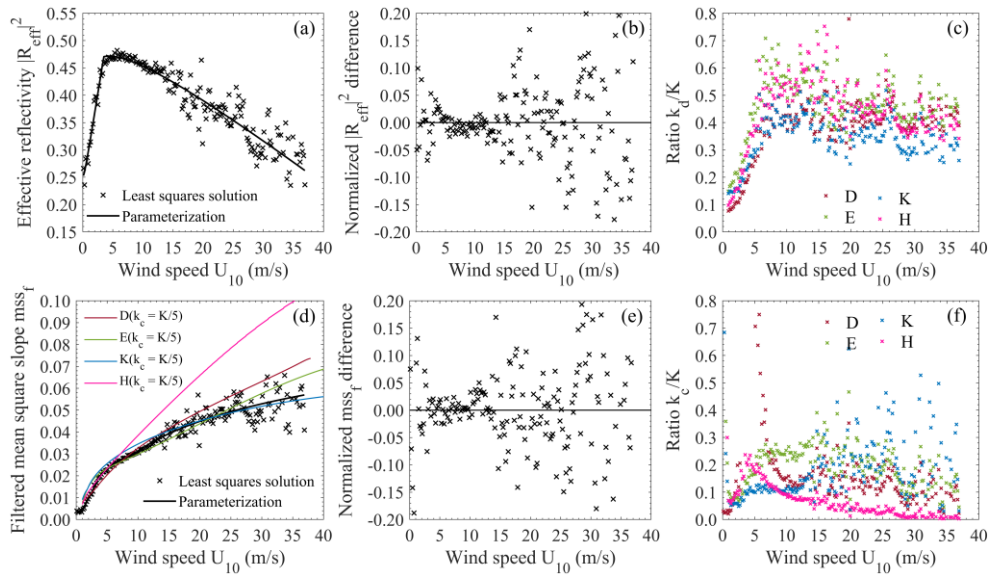 Effective reflectivity |R_eff|^2
0.55
0.50
0.45
0.40
0.35
0.30
0.25
0.20
0.15
(a)
× Least squares solution
Parameterization
0 5 10 15 20 25 30 35 40
Wind speed U_10 (m/s)
Normalized |R_eff|^2 difference
0.20
0.15
0.10
0.05
0.00
-0.05
-0.10
-0.15
-0.20
(b)
0 5 10 15 20 25 30 35 40
Wind speed U_10 (m/s)
Ratio k_d/K
0.8
0.7
0.6
0.5
0.4
0.3
0.2
0.1
0.0
(c)
D K
E H
0 5 10 15 20 25 30 35 40
Wind speed U_10 (m/s)
Filtered mean square slope mss_f
0.10
0.09
0.08
0.07
0.06
0.05
0.04
0.03
0.02
0.01
0.00
(d)
D(k_c = K/5)
E(k_c = K/5)
K(k_c = K/5)
H(k_c = K/5)
× Least squares solution
Parameterization
0 5 10 15 20 25 30 35 40
Wind speed U_10 (m/s)
Normalized mss_f difference
0.20
0.15
0.10
0.05
0.00
-0.05
-0.10
-0.15
-0.20
(e)
0 5 10 15 20 25 30 35 40
Wind speed U_10 (m/s)
Ratio k_c/K
0.8
0.7
0.6
0.5
0.4
0.3
0.2
0.1
0.0
(f)
D K
E H
0 5 10 15 20 25 30 35 40
Wind speed U_10 (m/s)